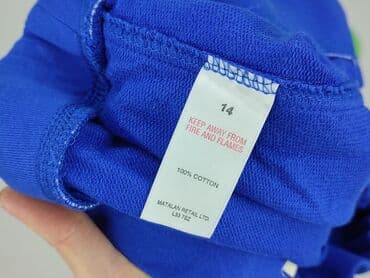 14
KEEP AWAY FROM
FIRE AND FLAMES
100% COTTON
MATALAN RETAIL LTD.
L33 7SZ